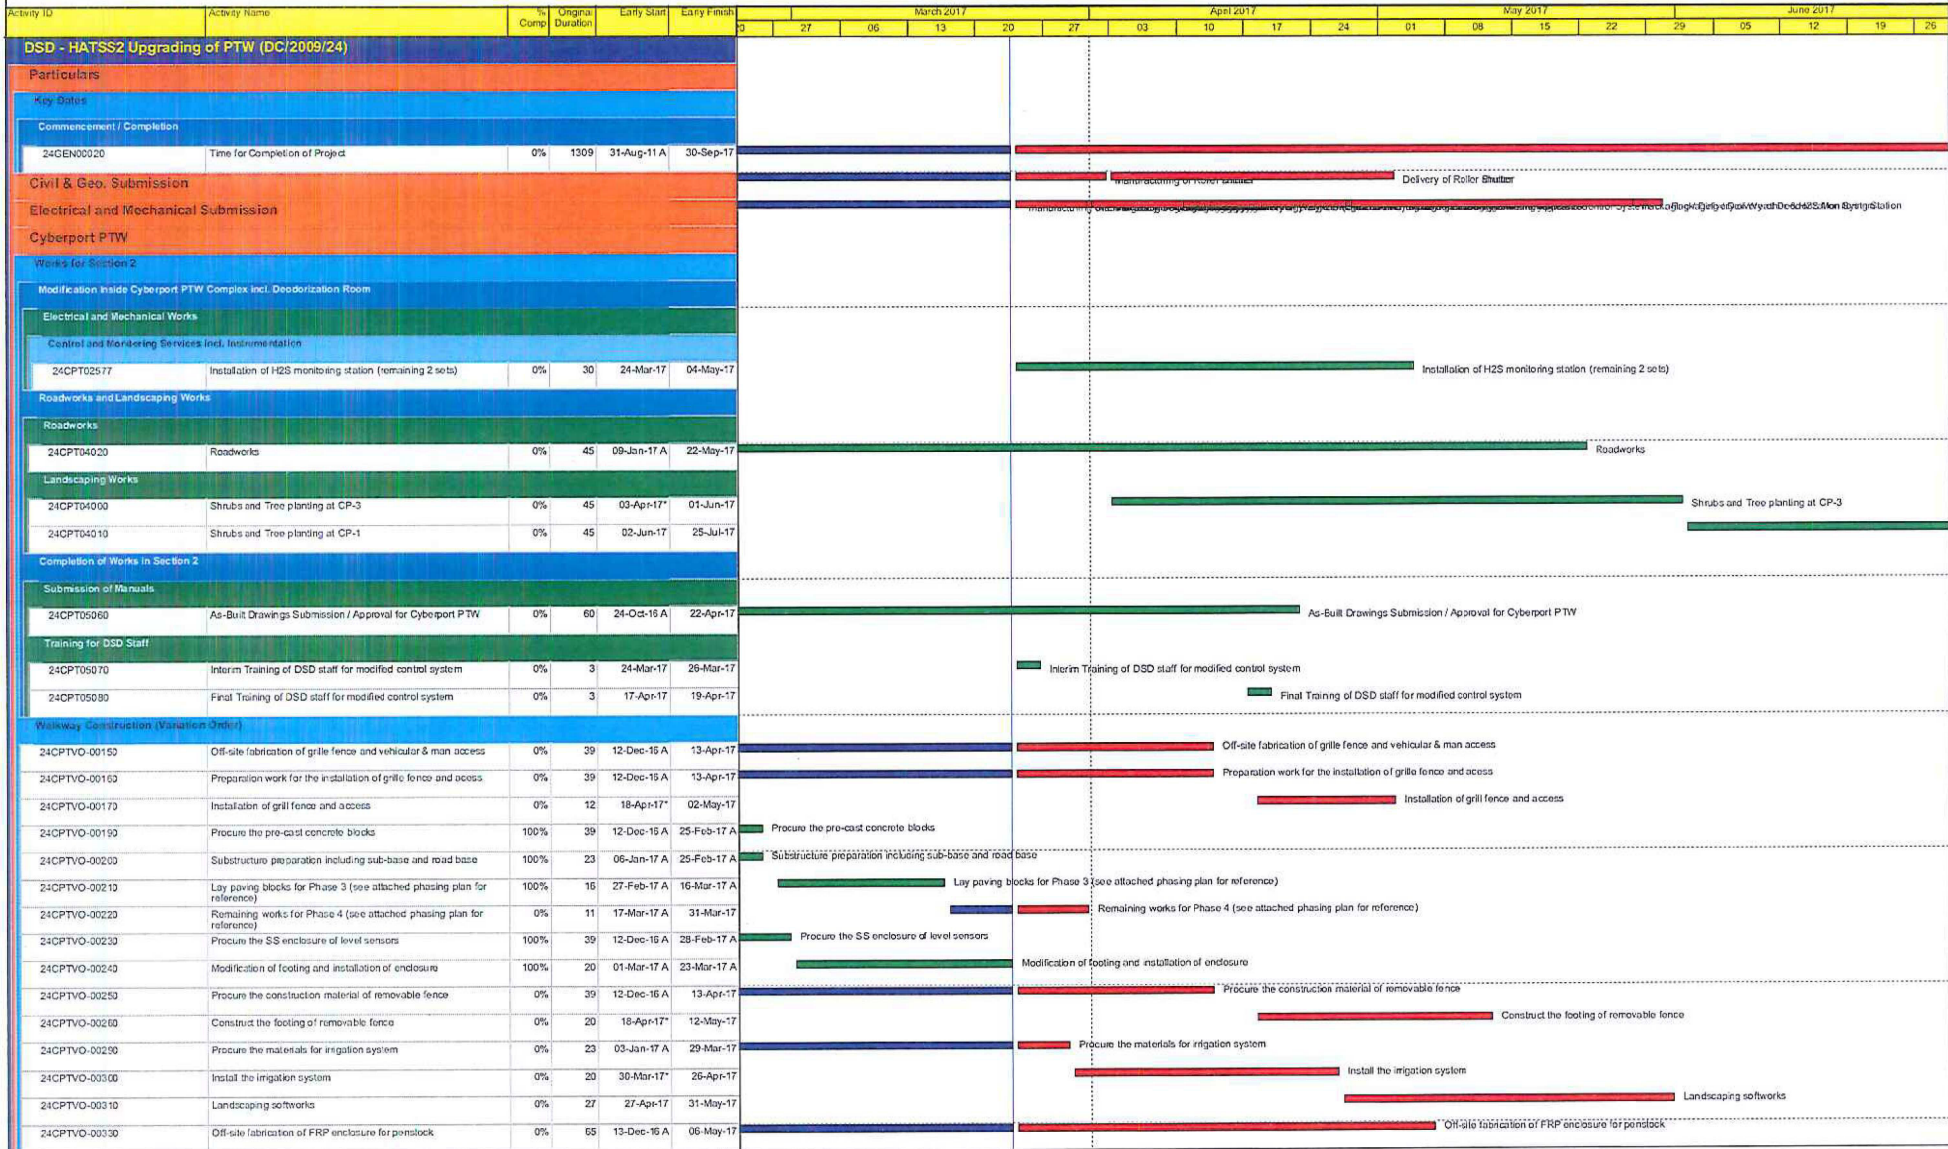 Activity ID Activity Name % Comp Original Duration Early Start Early Finish March 2017 April 2017 May 2017 June 2017
20 27 06 13 20 27 03 10 17 24 01 08 15 22 29 05 12 19 26
DSD - HATSS2 Upgrading of PTW (DC/2009/24)
Particulars
Key Dates
Commencement / Completion
24GEN00020 Time for Completion of Project 0% 1309 31-Aug-11 A 30-Sep-17
Civil & Geo. Submission Manufacturing of Roller Shutter Delivery of Roller Shutter
Electrical and Mechanical Submission
Cyberport PTW
Works for Section 2
Modification Inside Cyberport PTW Complex incl. Deodorization Room
Electrical and Mechanical Works
Control and Monitering Services incl. Instrumentation
24CPT02577 Installation of H2S monitoring station (remaining 2 sets) 0% 30 24-Mar-17 04-May-17 Installation of H2S monitoring station (remaining 2 sets)
Roadworks and Landscaping Works
Roadworks
24CPT04020 Roadworks 0% 45 09-Jan-17 A 22-May-17 Roadworks
Landscaping Works
24CPT04000 Shrubs and Tree planting at CP-3 0% 45 03-Apr-17* 01-Jun-17 Shrubs and Tree planting at CP-3
24CPT04010 Shrubs and Tree planting at CP-1 0% 45 02-Jun-17 25-Jul-17
Completion of Works in Section 2
Submission of Manuals
24CPT05060 As-Built Drawings Submission / Approval for Cyberport PTW 0% 60 24-Oct-16 A 22-Apr-17 As-Built Drawings Submission / Approval for Cyberport PTW
Training for DSD Staff
24CPT05070 Interim Training of DSD staff for modified control system 0% 3 24-Mar-17 26-Mar-17 Interim Training of DSD staff for modified control system
24CPT05080 Final Training of DSD staff for modified control system 0% 3 17-Apr-17 19-Apr-17 Final Training of DSD staff for modified control system
Walkway Construction (Variation Order)
24CPTVO-00150 Off-site fabrication of grille fence and vehicular & man access 0% 39 12-Dec-16 A 13-Apr-17 Off-site fabrication of grille fence and vehicular & man access
24CPTVO-00160 Preparation work for the installation of grille fence and acess 0% 39 12-Dec-16 A 13-Apr-17 Preparation work for the installation of grille fence and acess
24CPTVO-00170 Installation of grill fence and access 0% 12 18-Apr-17* 02-May-17 Installation of grill fence and access
24CPTVO-00190 Procure the pre-cast concrete blocks 100% 39 12-Dec-16 A 25-Feb-17 A Procure the pre-cast concrete blocks
24CPTVO-00200 Substructure preparation including sub-base and road base 100% 23 06-Jan-17 A 25-Feb-17 A Substructure preparation including sub-base and road base
24CPTVO-00210 Lay paving blocks for Phase 3 (see attached phasing plan for 100% 16 27-Feb-17 A 16-Mar-17 A Lay paving blocks for Phase 3 (see attached phasing plan for reference)
reference)
24CPTVO-00220 Remaining works for Phase 4 (see attached phasing plan for 0% 11 17-Mar-17 A 31-Mar-17 Remaining works for Phase 4 (see attached phasing plan for reference)
reference)
24CPTVO-00230 Procure the SS enclosure of level sensors 100% 39 12-Dec-16 A 28-Feb-17 A Procure the SS enclosure of level sensors
24CPTVO-00240 Modification of footing and installation of enclosure 100% 20 01-Mar-17 A 23-Mar-17 A Modification of footing and installation of enclosure
24CPTVO-00250 Procure the construction material of removable fence 0% 39 12-Dec-16 A 13-Apr-17 Procure the construction material of removable fence
24CPTVO-00260 Construct the footing of removable fence 0% 20 18-Apr-17* 12-May-17 Construct the footing of removable fence
24CPTVO-00290 Procure the materials for irrigation system 0% 23 03-Jan-17 A 29-Mar-17 Procure the materials for irrigation system
24CPTVO-00300 Install the irrigation system 0% 20 30-Mar-17* 26-Apr-17 Install the irrigation system
24CPTVO-00310 Landscaping softworks 0% 27 27-Apr-17 31-May-17 Landscaping softworks
24CPTVO-00330 Off-site fabrication of FRP enclosure for penstock 0% 65 13-Dec-16 A 06-May-17 Off-site fabrication of FRP enclosure for penstock